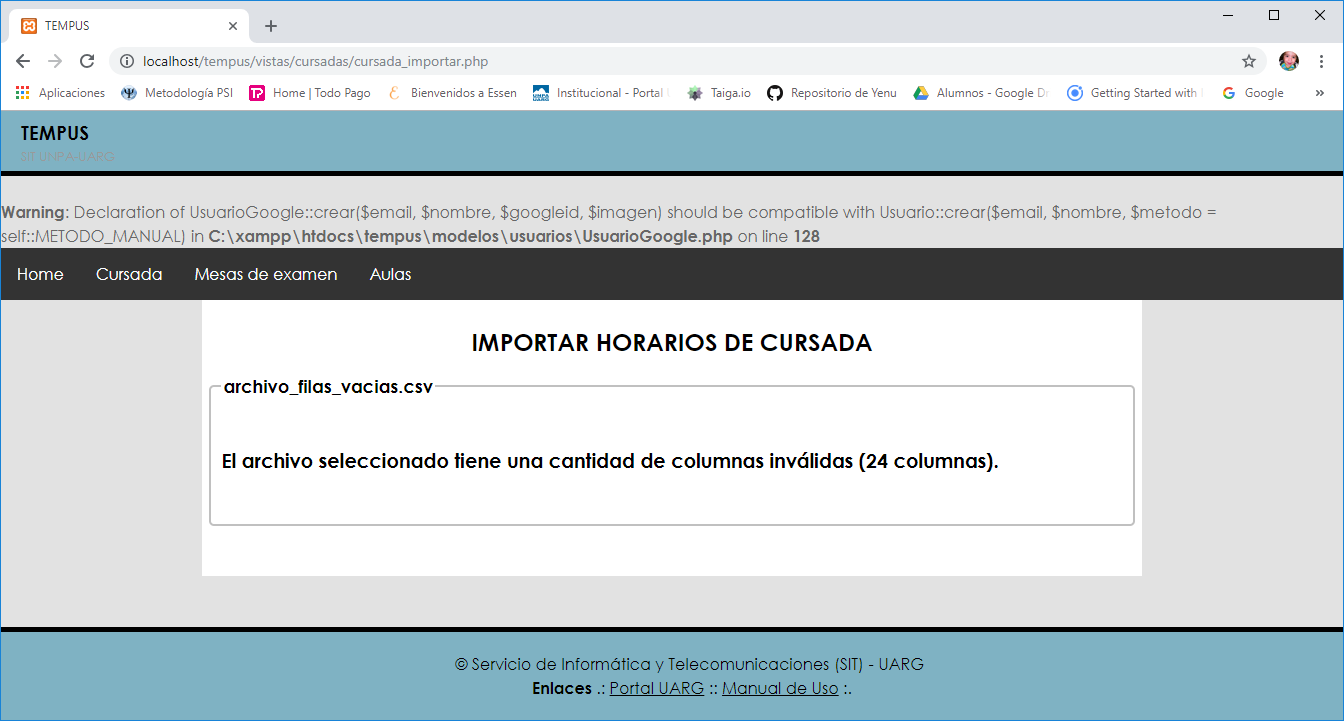 TEMPUS
localhost/tempus/vistas/cursadas/cursada_importar.php
Aplicaciones Metodología PSI Home | Todo Pago Bienvenidos a Essen Institucional - Portal Taiga.io Repositorio de Yenu Alumnos - Google Getting Started with Google »
TEMPUS
SIT UNPA-UARG
Warning: Declaration of UsuarioGoogle::crear($email, $nombre, $googleid, $imagen) should be compatible with Usuario::crear($email, $nombre, $metodo =
self::METODO_MANUAL) in C:\xampp\htdocs\tempus\modelos\usuarios\UsuarioGoogle.php on line 128
Home Cursada Mesas de examen Aulas
IMPORTAR HORARIOS DE CURSADA
archivo_filas_vacias.csv
El archivo seleccionado tiene una cantidad de columnas inválidas (24 columnas).
© Servicio de Informática y Telecomunicaciones (SIT) - UARG
Enlaces .: Portal UARG :: Manual de Uso :.